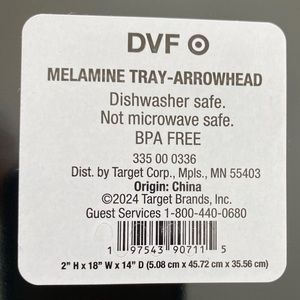 DVF
MELAMINE TRAY-ARROWHEAD
Dishwasher safe.
Not microwave safe.
BPA FREE
335 00 0336
Dist. by Target Corp., Mpls., MN 55403
Origin: China
©2024 Target Brands, Inc.
Guest Services 1-800-440-0680
1 97543 90711 5
2" H x 18" W x 14" D (5.08 cm x 45.72 cm x 35.56 cm)